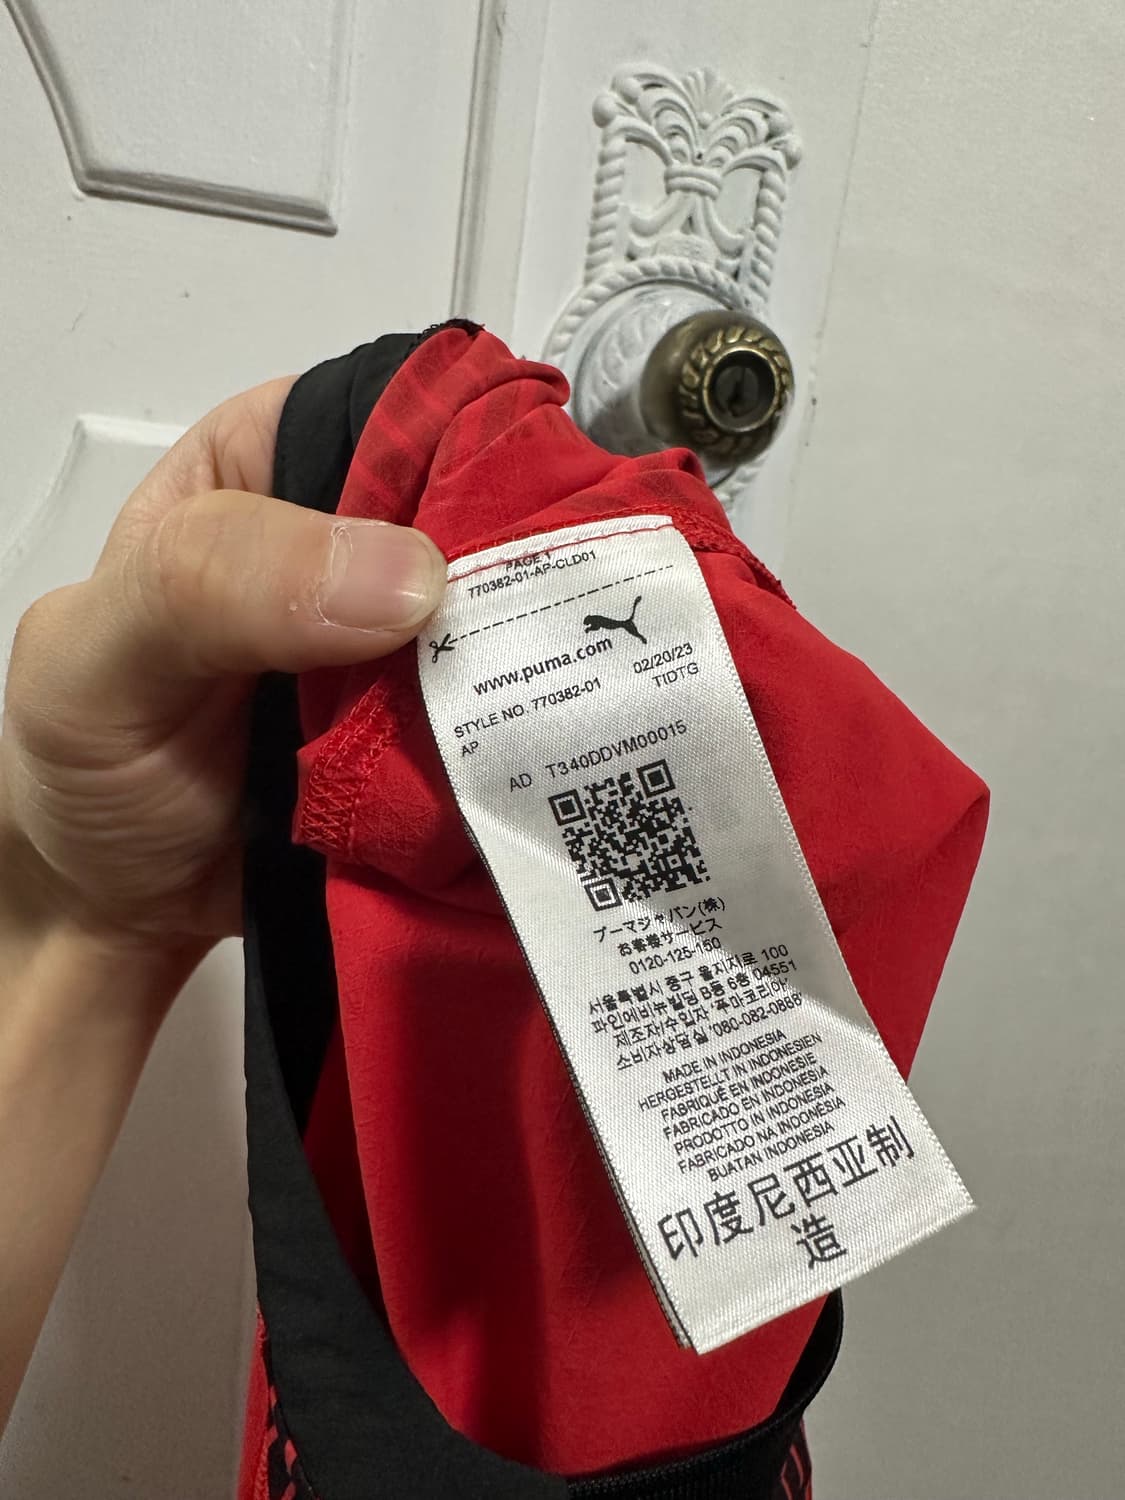 PAGE 1
770382-01-AP-CLD01
www.puma.com
STYLE NO. 770382-01 02/20/23
AP TIDTG
AD T340DDVM00015
プーマジャパン(株)
お客様サービス
0120-125-150
서울특별시 중구 을지지로 100
파인에비뉴빌딩 B동 6층 04551
제조자/수입자 '푸마코리아'
소비자상담실 '080-082-0888'
MADE IN INDONESIA
HERGESTELLT IN INDONESIEN
FABRIQUÉ EN INDONESIE
FABRICADO EN INDONESIA
PRODOTTO IN INDONESIA
FABRICADO NA INDONÉSIA
BUATAN INDONESIA
印度尼西亚制
造